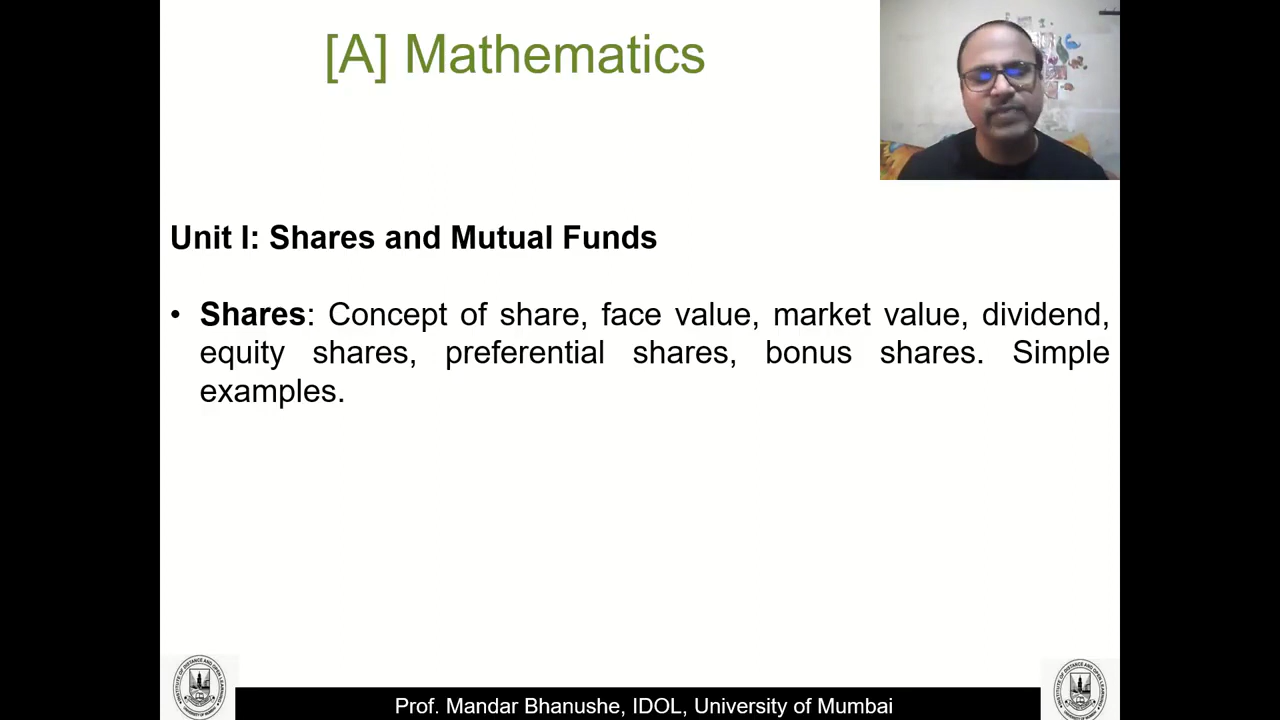 [A] Mathematics
Unit I: Shares and Mutual Funds
• Shares: Concept of share, face value, market value, dividend,
equity shares, preferential shares, bonus shares. Simple
examples.
Prof. Mandar Bhanushe, IDOL, University of Mumbai